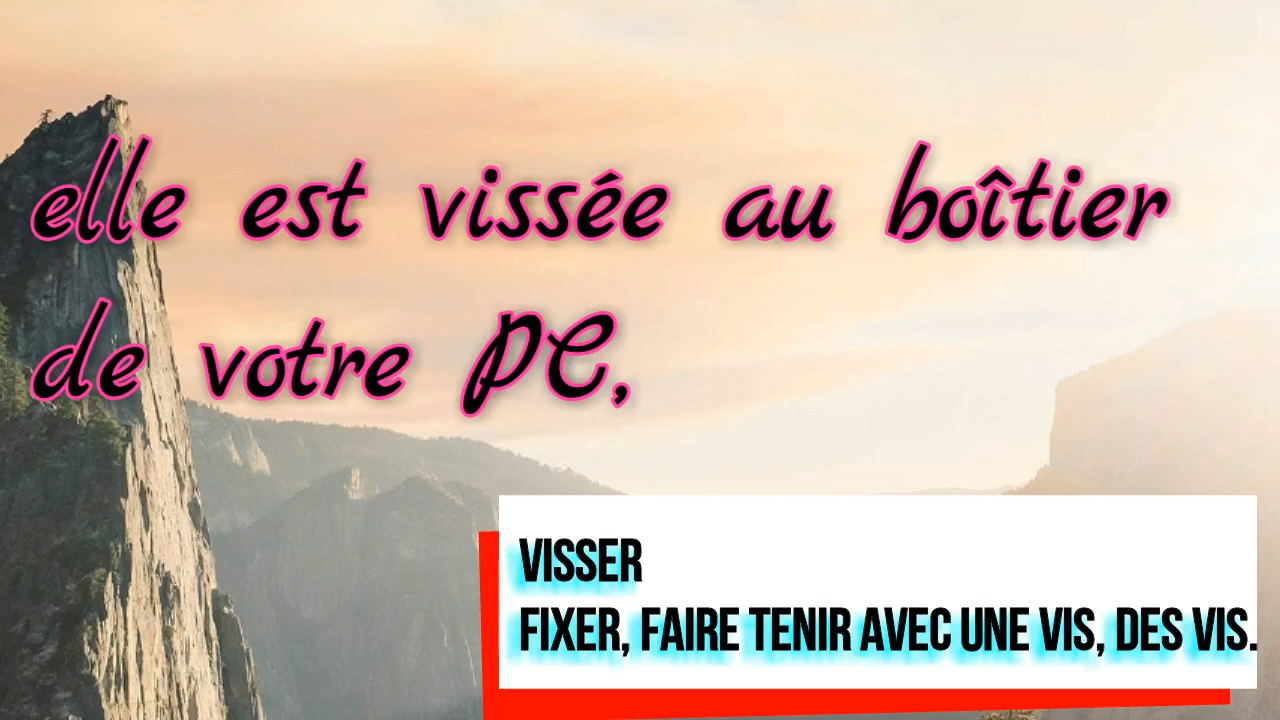 elle est vissée au boîtier
de votre PC,
VISSER
FIXER, FAIRE TENIR AVEC UNE VIS, DES VIS.